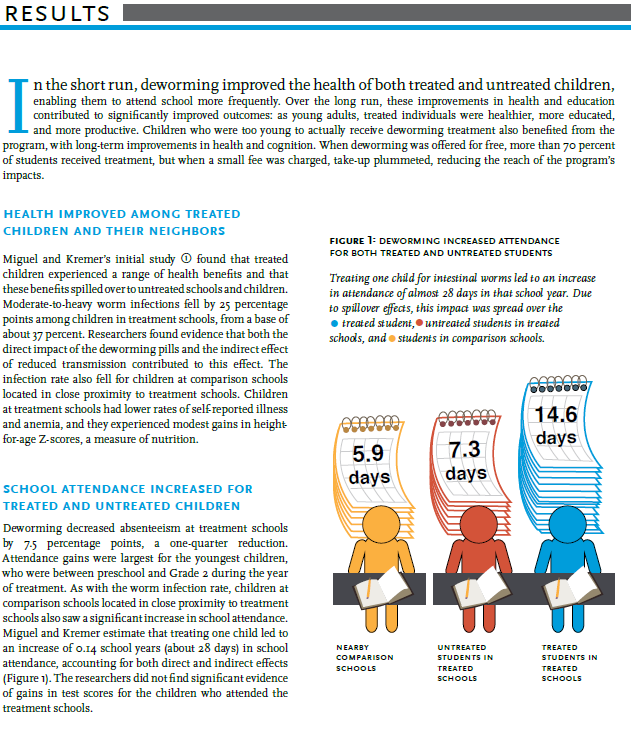 RESULTS
In the short run, deworming improved the health of both treated and untreated children,
enabling them to attend school more frequently. Over the long run, these improvements in health and education
contributed to significantly improved outcomes: as young adults, treated individuals were healthier, more educated,
and more productive. Children who were too young to actually receive deworming treatment also benefited from the
program, with long-term improvements in health and cognition. When deworming was offered for free, more than 70 percent
of students received treatment, but when a small fee was charged, take-up plummeted, reducing the reach of the program's
impacts.
HEALTH IMPROVED AMONG TREATED
CHILDREN AND THEIR NEIGHBORS
Miguel and Kremer's initial study ① found that treated
children experienced a range of health benefits and that
these benefits spilled over to untreated schools and children.
Moderate-to-heavy worm infections fell by 25 percentage
points among children in treatment schools, from a base of
about 37 percent. Researchers found evidence that both the
direct impact of the deworming pills and the indirect effect
of reduced transmission contributed to this effect. The
infection rate also fell for children at comparison schools
located in close proximity to treatment schools. Children
at treatment schools had lower rates of self-reported illness
and anemia, and they experienced modest gains in height-
for-age Z-scores, a measure of nutrition.
SCHOOL ATTENDANCE INCREASED FOR
TREATED AND UNTREATED CHILDREN
Deworming decreased absenteeism at treatment schools
by 7.5 percentage points, a one-quarter reduction.
Attendance gains were largest for the youngest children,
who were between preschool and Grade 2 during the year
of treatment. As with the worm infection rate, children at
comparison schools located in close proximity to treatment
schools also saw a significant increase in school attendance.
Miguel and Kremer estimate that treating one child led to
an increase of 0.14 school years (about 28 days) in school
attendance, accounting for both direct and indirect effects
(Figure 1). The researchers did not find significant evidence
of gains in test scores for the children who attended the
treatment schools.
FIGURE 1: DEWORMING INCREASED ATTENDANCE
FOR BOTH TREATED AND UNTREATED STUDENTS
Treating one child for intestinal worms led to an increase
in attendance of almost 28 days in that school year. Due
to spillover effects, this impact was spread over the
● treated student, ● untreated students in treated
schools, and ● students in comparison schools.
5.9
days
7.3
days
14.6
days
NEARBY
COMPARISON
SCHOOLS
UNTREATED
STUDENTS IN
TREATED
SCHOOLS
TREATED
STUDENTS IN
TREATED
SCHOOLS